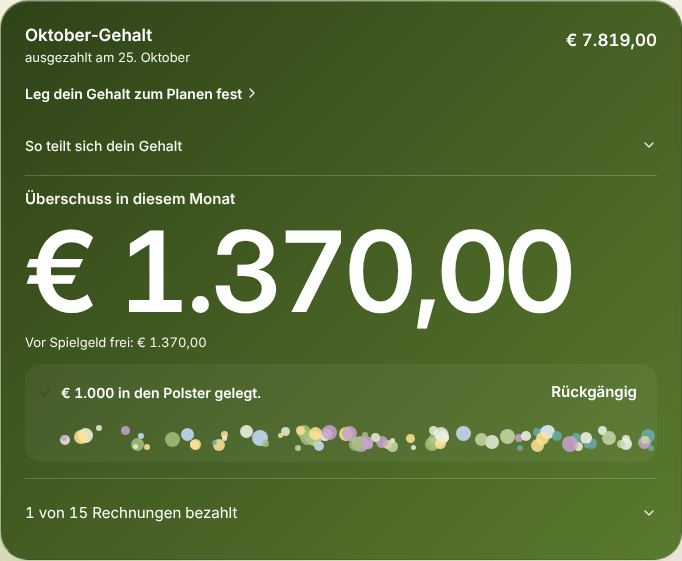 Oktober-Gehalt
€ 7.819,00
ausgezahlt am 25. Oktober
Leg dein Gehalt zum Planen fest
So teilt sich dein Gehalt
Überschuss in diesem Monat
€ 1.370,00
Vor Spielgeld frei: € 1.370,00
€ 1.000 in den Polster gelegt.
Rückgängig
1 von 15 Rechnungen bezahlt